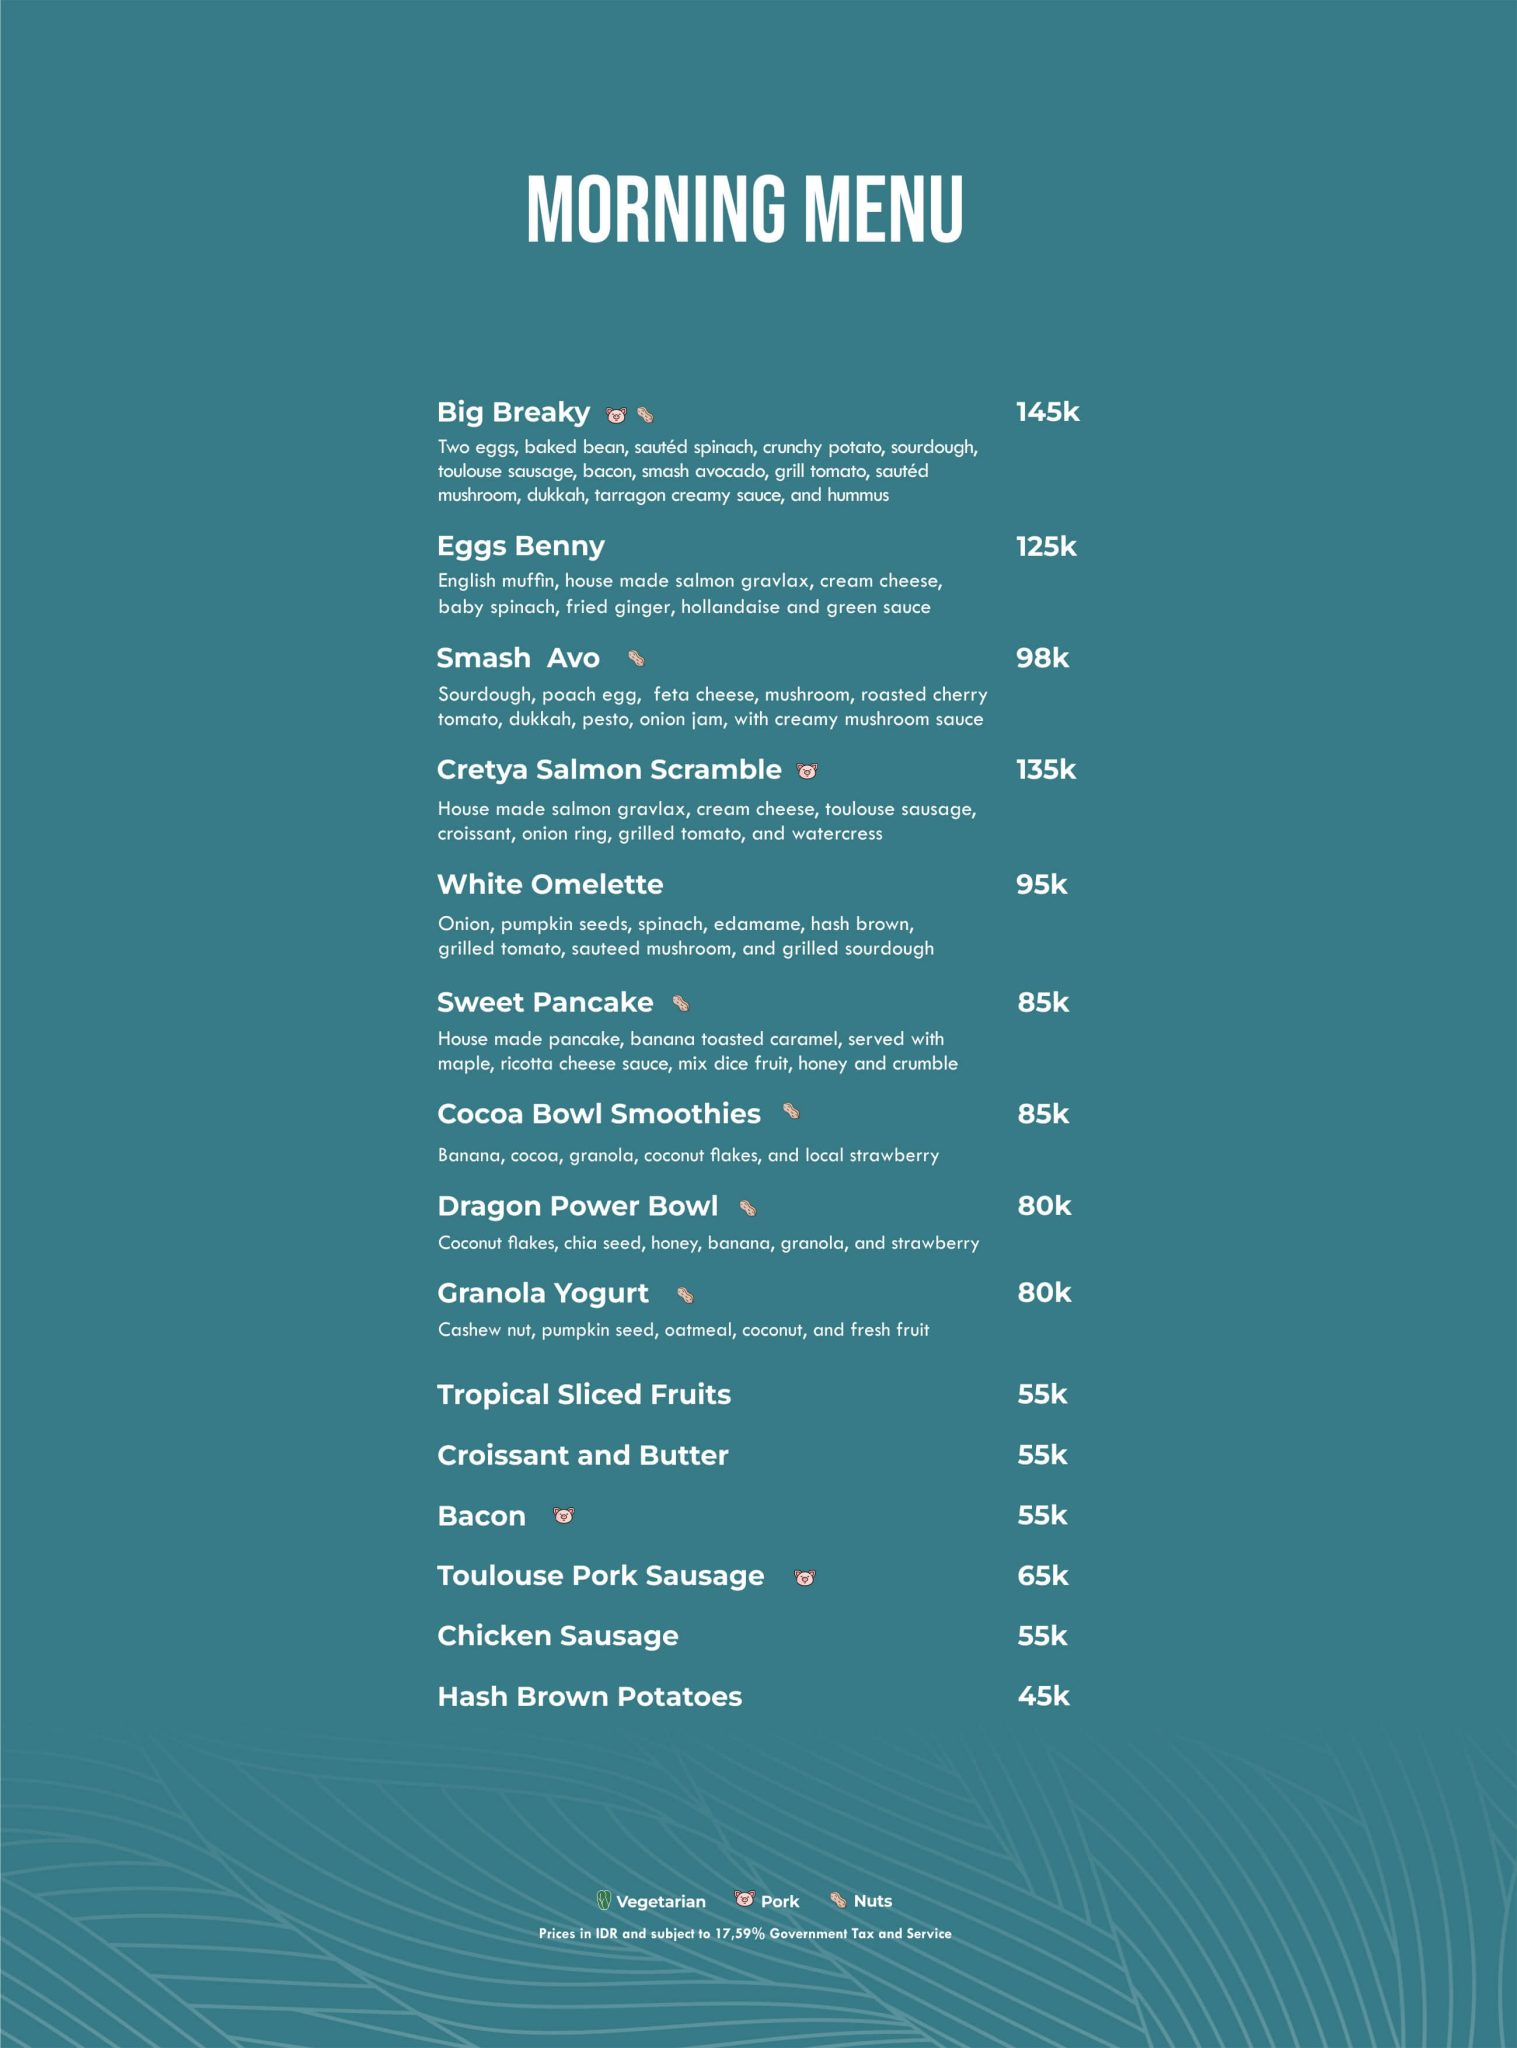 MORNING MENU
Big Breaky 145k
Two eggs, baked bean, sautéd spinach, crunchy potato, sourdough,
toulouse sausage, bacon, smash avocado, grill tomato, sautéd
mushroom, dukkah, tarragon creamy sauce, and hummus
Eggs Benny 125k
English muffin, house made salmon gravlax, cream cheese,
baby spinach, fried ginger, hollandaise and green sauce
Smash Avo 98k
Sourdough, poach egg, feta cheese, mushroom, roasted cherry
tomato, dukkah, pesto, onion jam, with creamy mushroom sauce
Cretya Salmon Scramble 135k
House made salmon gravlax, cream cheese, toulouse sausage,
croissant, onion ring, grilled tomato, and watercress
White Omelette 95k
Onion, pumpkin seeds, spinach, edamame, hash brown,
grilled tomato, sauteed mushroom, and grilled sourdough
Sweet Pancake 85k
House made pancake, banana toasted caramel, served with
maple, ricotta cheese sauce, mix dice fruit, honey and crumble
Cocoa Bowl Smoothies 85k
Banana, cocoa, granola, coconut flakes, and local strawberry
Dragon Power Bowl 80k
Coconut flakes, chia seed, honey, banana, granola, and strawberry
Granola Yogurt 80k
Cashew nut, pumpkin seed, oatmeal, coconut, and fresh fruit
Tropical Sliced Fruits 55k
Croissant and Butter 55k
Bacon 55k
Toulouse Pork Sausage 65k
Chicken Sausage 55k
Hash Brown Potatoes 45k
Vegetarian Pork Nuts
Prices in IDR and subject to 17,59% Government Tax and Service